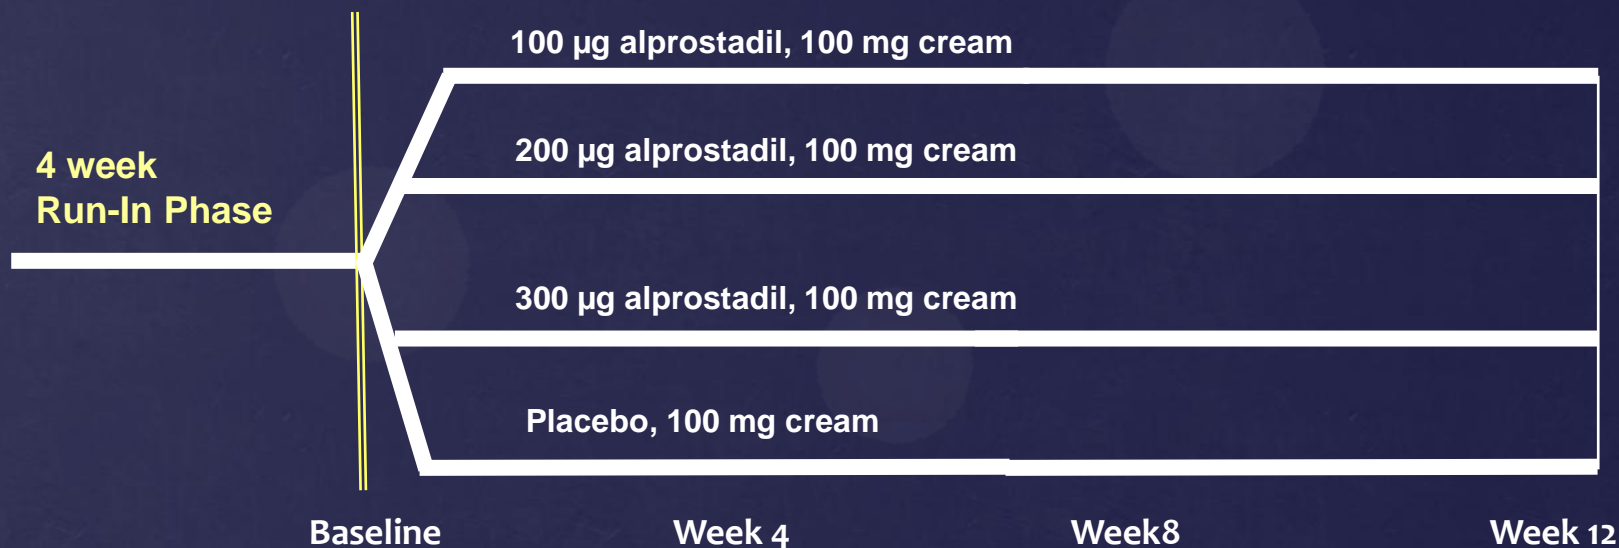 100 µg alprostadil, 100 mg cream
200 µg alprostadil, 100 mg cream
4 week
Run-In Phase
300 µg alprostadil, 100 mg cream
Placebo, 100 mg cream
Baseline
Week 4
Week8
Week 12